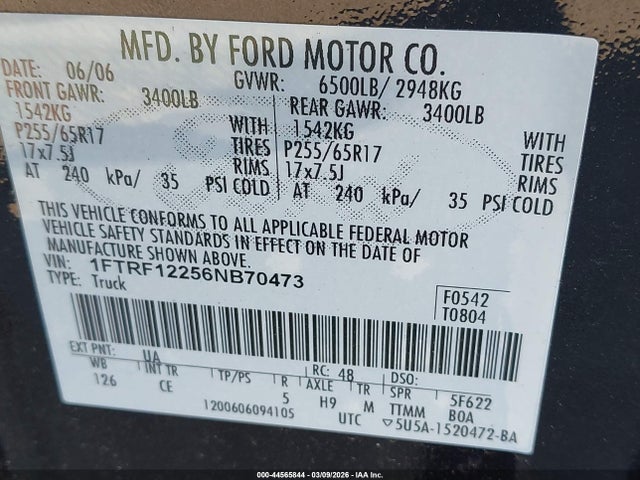 MFD. BY FORD MOTOR CO.
DATE: 06/06 GVWR: 6500LB/ 2948KG
FRONT GAWR: 3400LB REAR GAWR: 3400LB
1542KG WITH 1542KG WITH
P255/65R17 TIRES P255/65R17 TIRES
17x7.5J RIMS 17x7.5J RIMS
AT 240 kPa/ 35 PSI COLD AT 240 kPa/ 35 PSI COLD
THIS VEHICLE CONFORMS TO ALL APPLICABLE FEDERAL MOTOR
VEHICLE SAFETY STANDARDS IN EFFECT ON THE DATE OF
MANUFACTURE SHOWN ABOVE.
VIN: 1FTRF12256NB70473
TYPE: Truck
F0542
T0804
EXT PNT: UA RC: 48 DSO:
WB INT TR TP/PS R AXLE TR SPR 5F622
126 CE 5 H9 M TTMM BOA
1200606094105 UTC ▽5U5A-1520472-BA
000-44565844 | 03/09/2026 | IAA Inc.